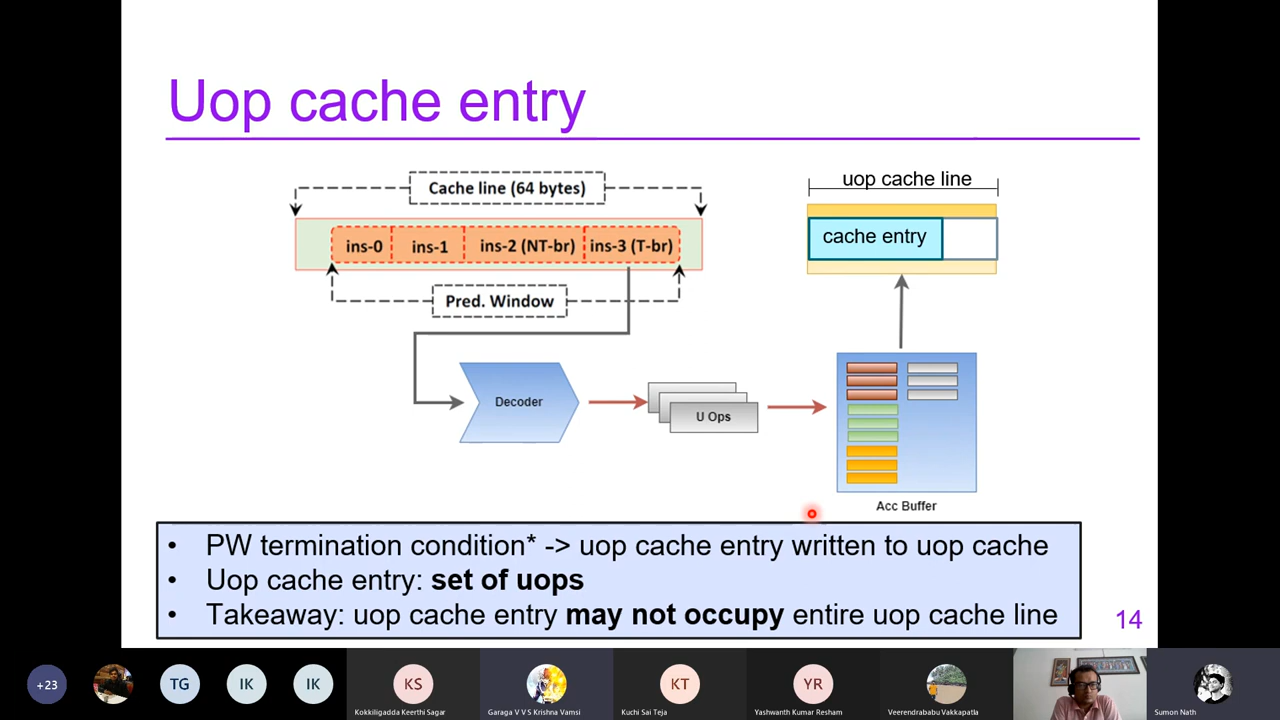 Uop cache entry
Cache line (64 bytes)
ins-0 ins-1 ins-2 (NT-br) ins-3 (T-br)
Pred. Window
uop cache line
cache entry
Decoder
U Ops
Acc Buffer
• PW termination condition* -> uop cache entry written to uop cache
• Uop cache entry: set of uops
• Takeaway: uop cache entry may not occupy entire uop cache line
14
+23
TG
IK
IK
KS
Kokkiligadda Keerthi Sagar
Garaga V V S Krishna Vamsi
KT
Kuchi Sai Teja
YR
Yashwanth Kumar Resham
Veerendrababu Vakkapatla
Sumon Nath